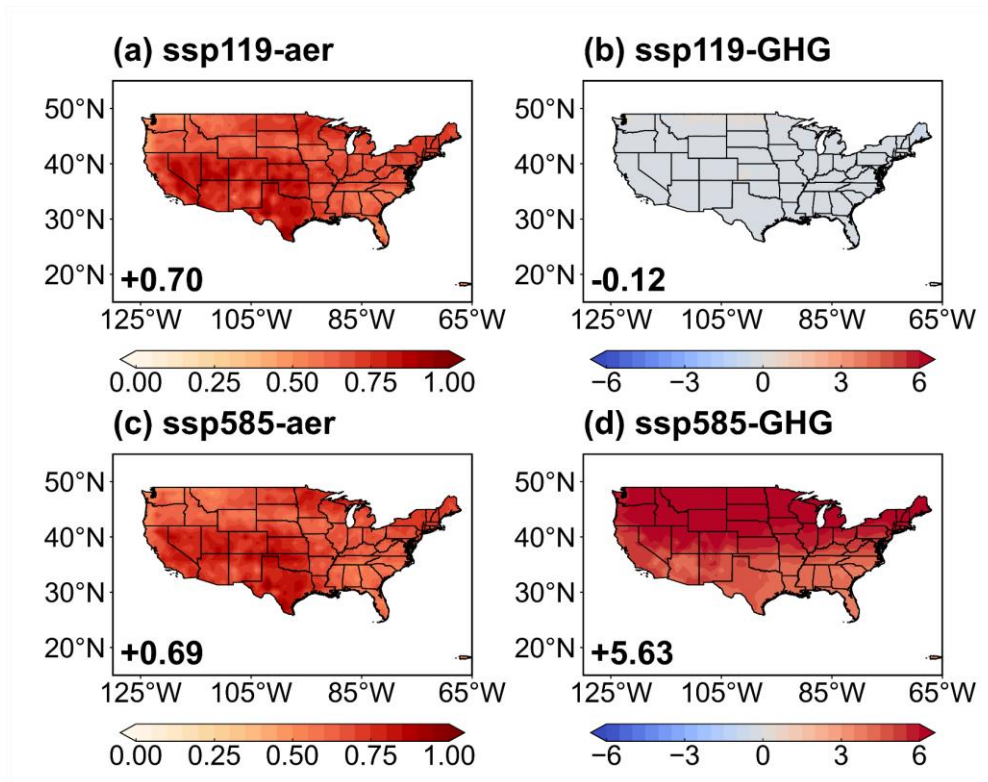 (a) ssp119-aer
(b) ssp119-GHG
50°N
40°N
30°N
20°N
+0.70
125°W 105°W 85°W 65°W
0.00 0.25 0.50 0.75 1.00
50°N
40°N
30°N
20°N
-0.12
125°W 105°W 85°W 65°W
−6 −3 0 3 6
(c) ssp585-aer
(d) ssp585-GHG
50°N
40°N
30°N
20°N
+0.69
125°W 105°W 85°W 65°W
0.00 0.25 0.50 0.75 1.00
50°N
40°N
30°N
20°N
+5.63
125°W 105°W 85°W 65°W
−6 −3 0 3 6